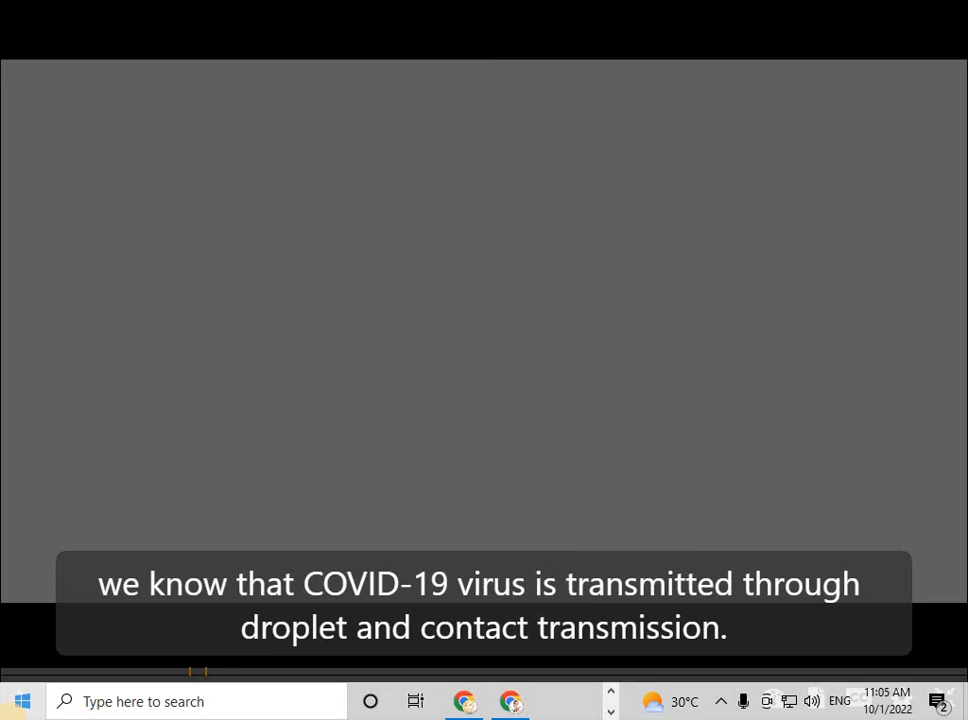 we know that COVID-19 virus is transmitted through
droplet and contact transmission.
Type here to search
30°C
ENG
11:05 AM
10/1/2022
2